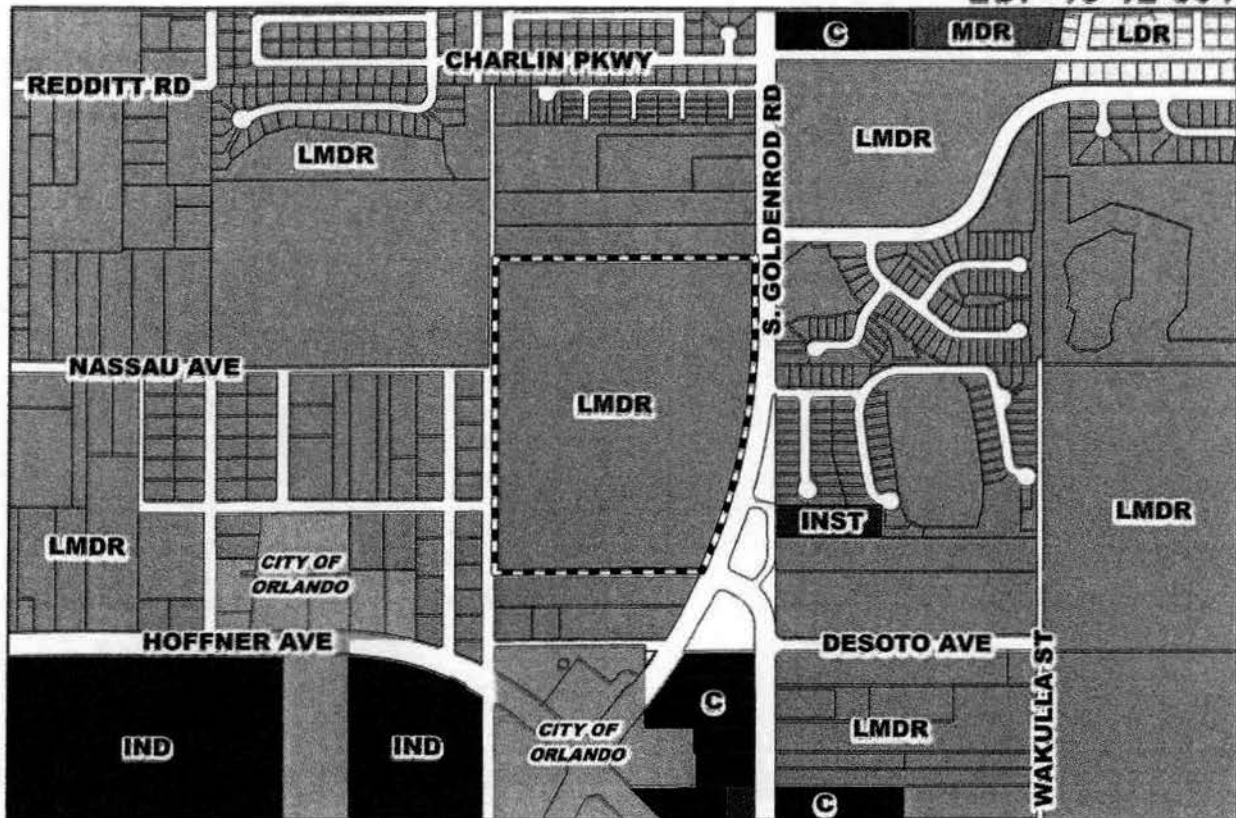 C
MDR
LDR
CHARLIN PKWY
REDDITT RD
LMDR
S. GOLDENROD RD
LMDR
NASSAU AVE
LMDR
INST
LMDR
LMDR
CITY OF
ORLANDO
HOFFNER AVE
DESOTO AVE
WAKULLA ST
C
LMDR
IND
IND
CITY OF
ORLANDO
C